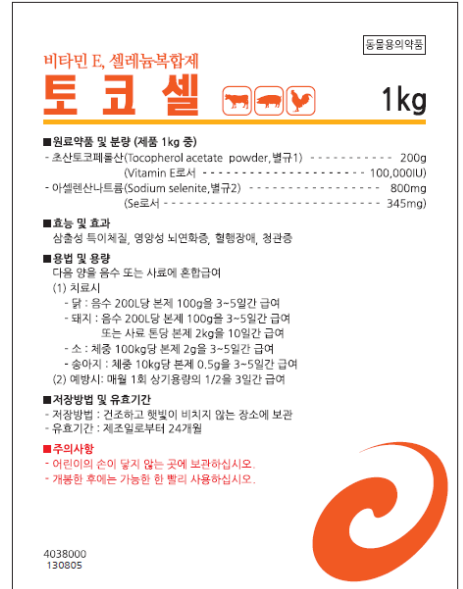 동물용의약품
비타민 E, 셀레늄복합제
토코셀
1kg
■원료약품 및 분량 (제품 1kg 중)
- 초산토코페롤산(Tocopherol acetate powder,별규1) ----------- 200g
(Vitamin E로서 ---------------------- 100,000IU)
- 아셀렌산나트륨(Sodium selenite,별규2) ----------------- 800mg
(Se로서 --------------------------- 345mg)
■효능 및 효과
삼출성 특이체질, 영양성 뇌연화증, 혈행장애, 청관증
■용법 및 용량
다음 양을 음수 또는 사료에 혼합급여
(1) 치료시
- 닭 : 음수 200L당 본제 100g을 3~5일간 급여
- 돼지 : 음수 200L당 본제 100g을 3~5일간 급여
또는 사료 톤당 본제 2kg을 10일간 급여
- 소 : 체중 100kg당 본제 2g을 3~5일간 급여
- 송아지 : 체중 10kg당 본제 0.5g을 3~5일간 급여
(2) 예방시: 매월 1회 상기용량의 1/2을 3일간 급여
■저장방법 및 유효기간
- 저장방법 : 건조하고 햇빛이 비치지 않는 장소에 보관
- 유효기간 : 제조일로부터 24개월
■주의사항
- 어린이의 손이 닿지 않는 곳에 보관하십시오.
- 개봉한 후에는 가능한 한 빨리 사용하십시오.
4038000
130805